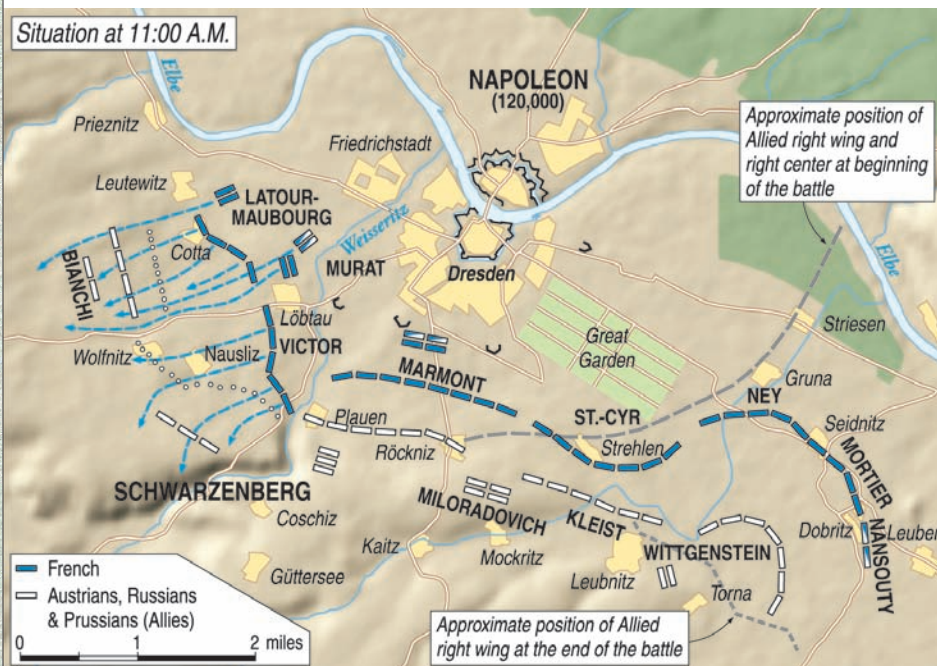 Situation at 11:00 A.M.
Elbe
NAPOLEON
(120,000)
Approximate position of
Allied right wing and
right center at beginning
of the battle
Prieznitz
Friedrichstadt
Leutewitz
LATOUR-
MAUBOURG
Weisseritz
Elbe
BIANCHI
Cotta
MURAT
Dresden
Löbtau
Great
Garden
Striesen
Wolfnitz
Nausliz
VICTOR
MARMONT
Gruna
NEY
ST.-CYR
Plauen
Seidnitz
Röckniz
Strehlen
MORTIER
SCHWARZENBERG
MILORADOVICH
KLEIST
Coschiz
WITTGENSTEIN
Dobritz
NANSOUTY
Leuben
Kaitz
Mockritz
Güttersee
Leubnitz
Torna
French
Austrians, Russians
& Prussians (Allies)
0 1 2 miles
Approximate position of Allied
right wing at the end of the battle